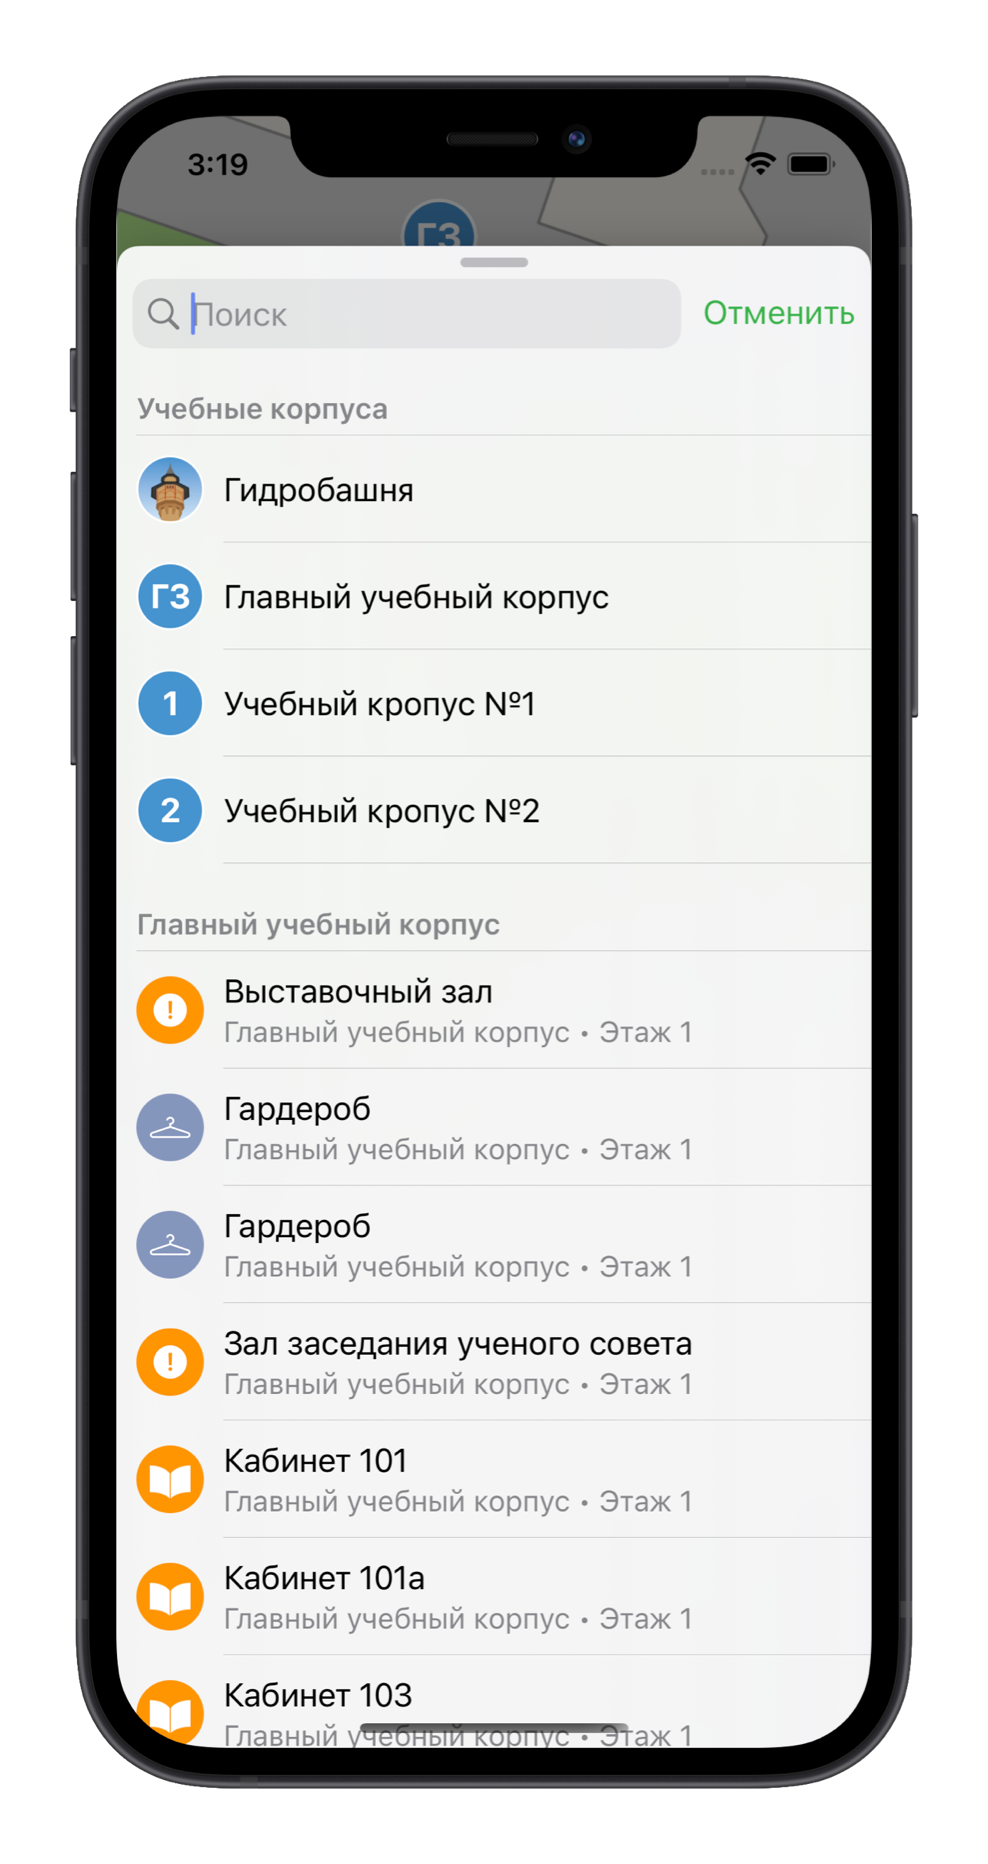 3:19
ГЗ
Поиск
Отменить
Учебные корпуса
Гидробашня
ГЗ
Главный учебный корпус
1
Учебный кропус №1
2
Учебный кропус №2
Главный учебный корпус
Выставочный зал
Главный учебный корпус • Этаж 1
Гардероб
Главный учебный корпус • Этаж 1
Гардероб
Главный учебный корпус • Этаж 1
Зал заседания ученого совета
Главный учебный корпус • Этаж 1
Кабинет 101
Главный учебный корпус • Этаж 1
Кабинет 101а
Главный учебный корпус • Этаж 1
Кабинет 103
Главный учебный корпус • Этаж 1